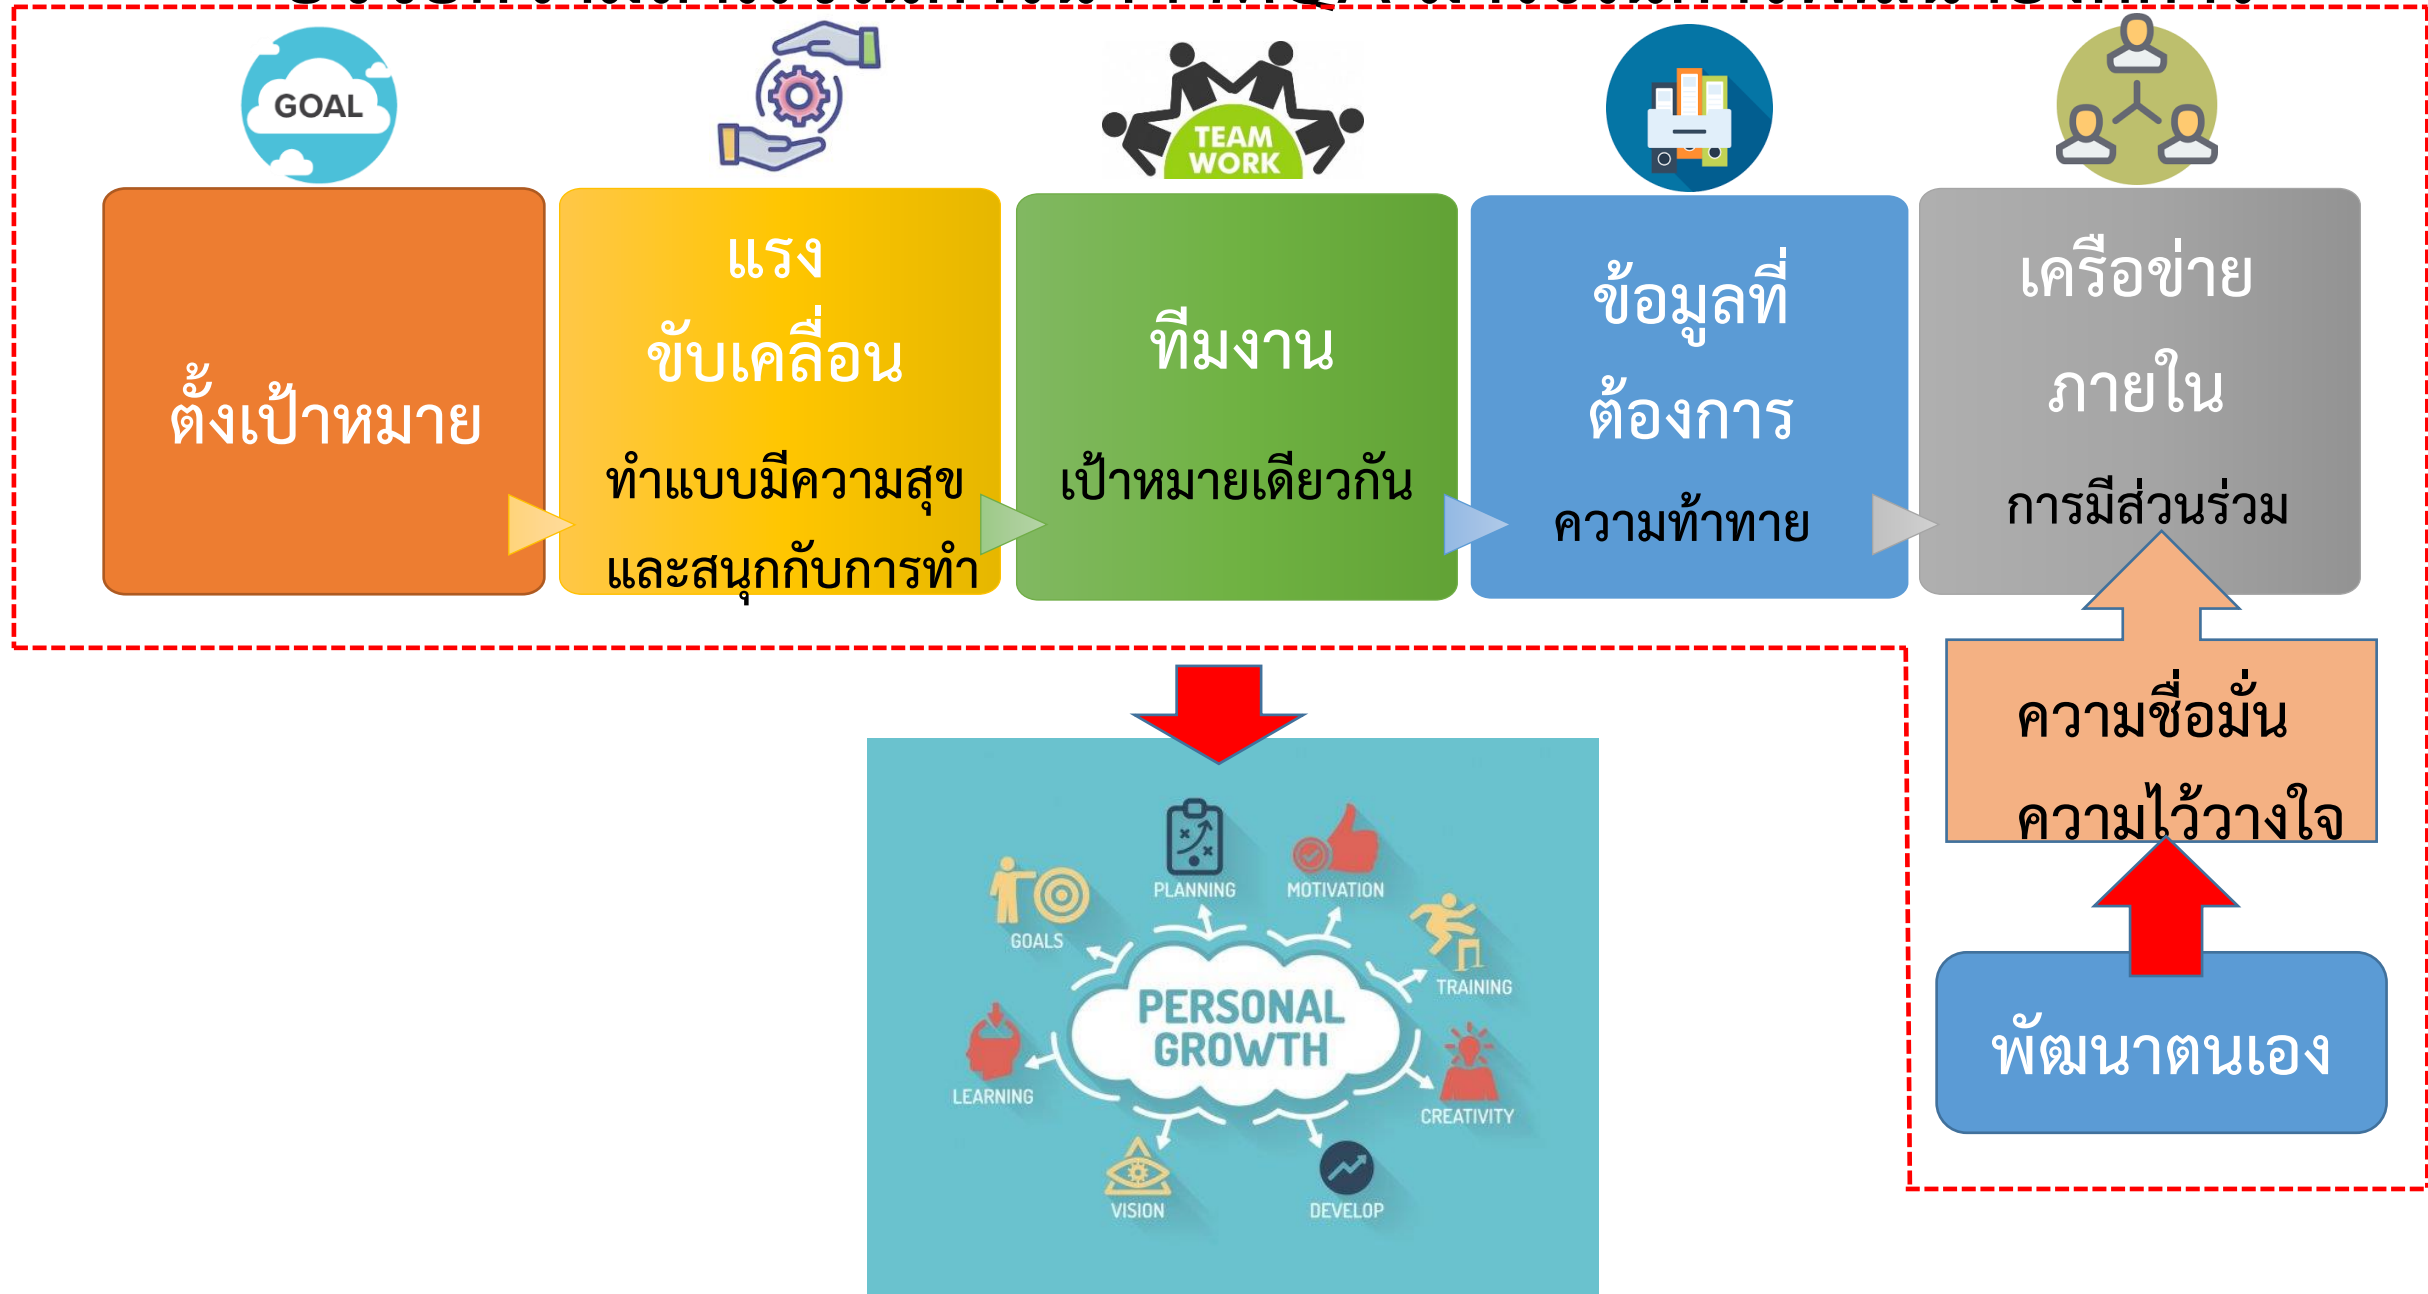 GOAL
TEAM
WORK
ตั้งเป้าหมาย
แรง
ขับเคลื่อน
ทำแบบมีความสุข
และสนุกกับการทำ
ทีมงาน
เป้าหมายเดียวกัน
ข้อมูลที่
ต้องการ
ความท้าทาย
เครือข่าย
ภายใน
การมีส่วนร่วม
ความชื่อมั่น
ความไว้วางใจ
พัฒนาตนเอง
PLANNING
MOTIVATION
GOALS
TRAINING
PERSONAL
GROWTH
LEARNING
CREATIVITY
VISION
DEVELOP